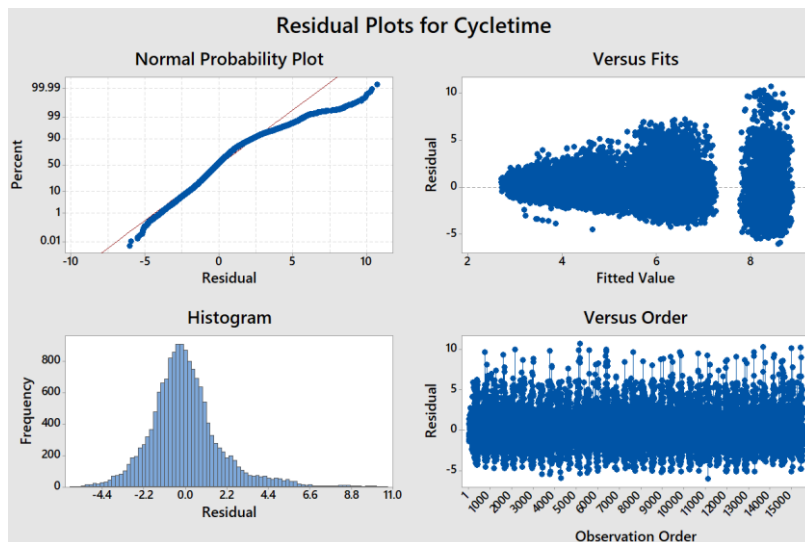 Residual Plots for Cycletime
Normal Probability Plot
99.99
99
90
50
10
1
0.01
Percent
-10 -5 0 5 10
Residual
Versus Fits
10
5
0
-5
Residual
2 4 6 8
Fitted Value
Histogram
800
600
400
200
0
Frequency
-4.4 -2.2 0.0 2.2 4.4 6.6 8.8 11.0
Residual
Versus Order
10
5
0
-5
Residual
1 1000 2000 3000 4000 5000 6000 7000 8000 9000 10000 11000 12000 13000 14000 15000
Observation Order